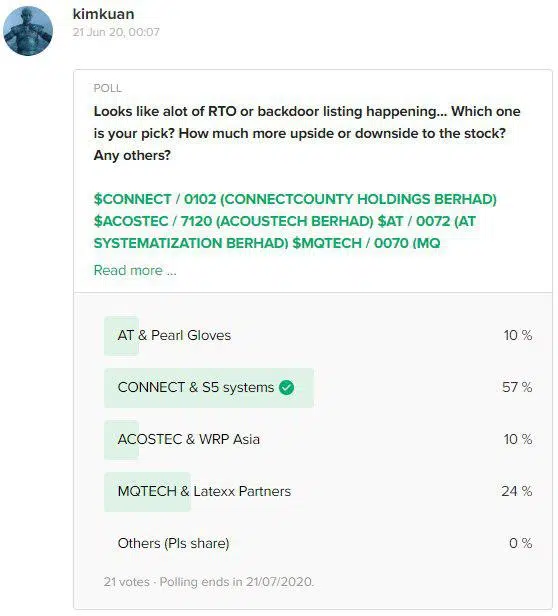 kimkuan
21 Jun 20, 00:07
POLL
Looks like alot of RTO or backdoor listing happening... Which one
is your pick? How much more upside or downside to the stock?
Any others?
$CONNECT / 0102 (CONNECTCOUNTY HOLDINGS BERHAD)
$ACOSTEC / 7120 (ACOUSTECH BERHAD) $AT / 0072 (AT
SYSTEMATIZATION BERHAD) $MQTECH / 0070 (MQ
Read more ...
AT & Pearl Gloves 10 %
CONNECT & S5 systems 57 %
ACOSTEC & WRP Asia 10 %
MQTECH & Latexx Partners 24 %
Others (Pls share) 0 %
21 votes · Polling ends in 21/07/2020.